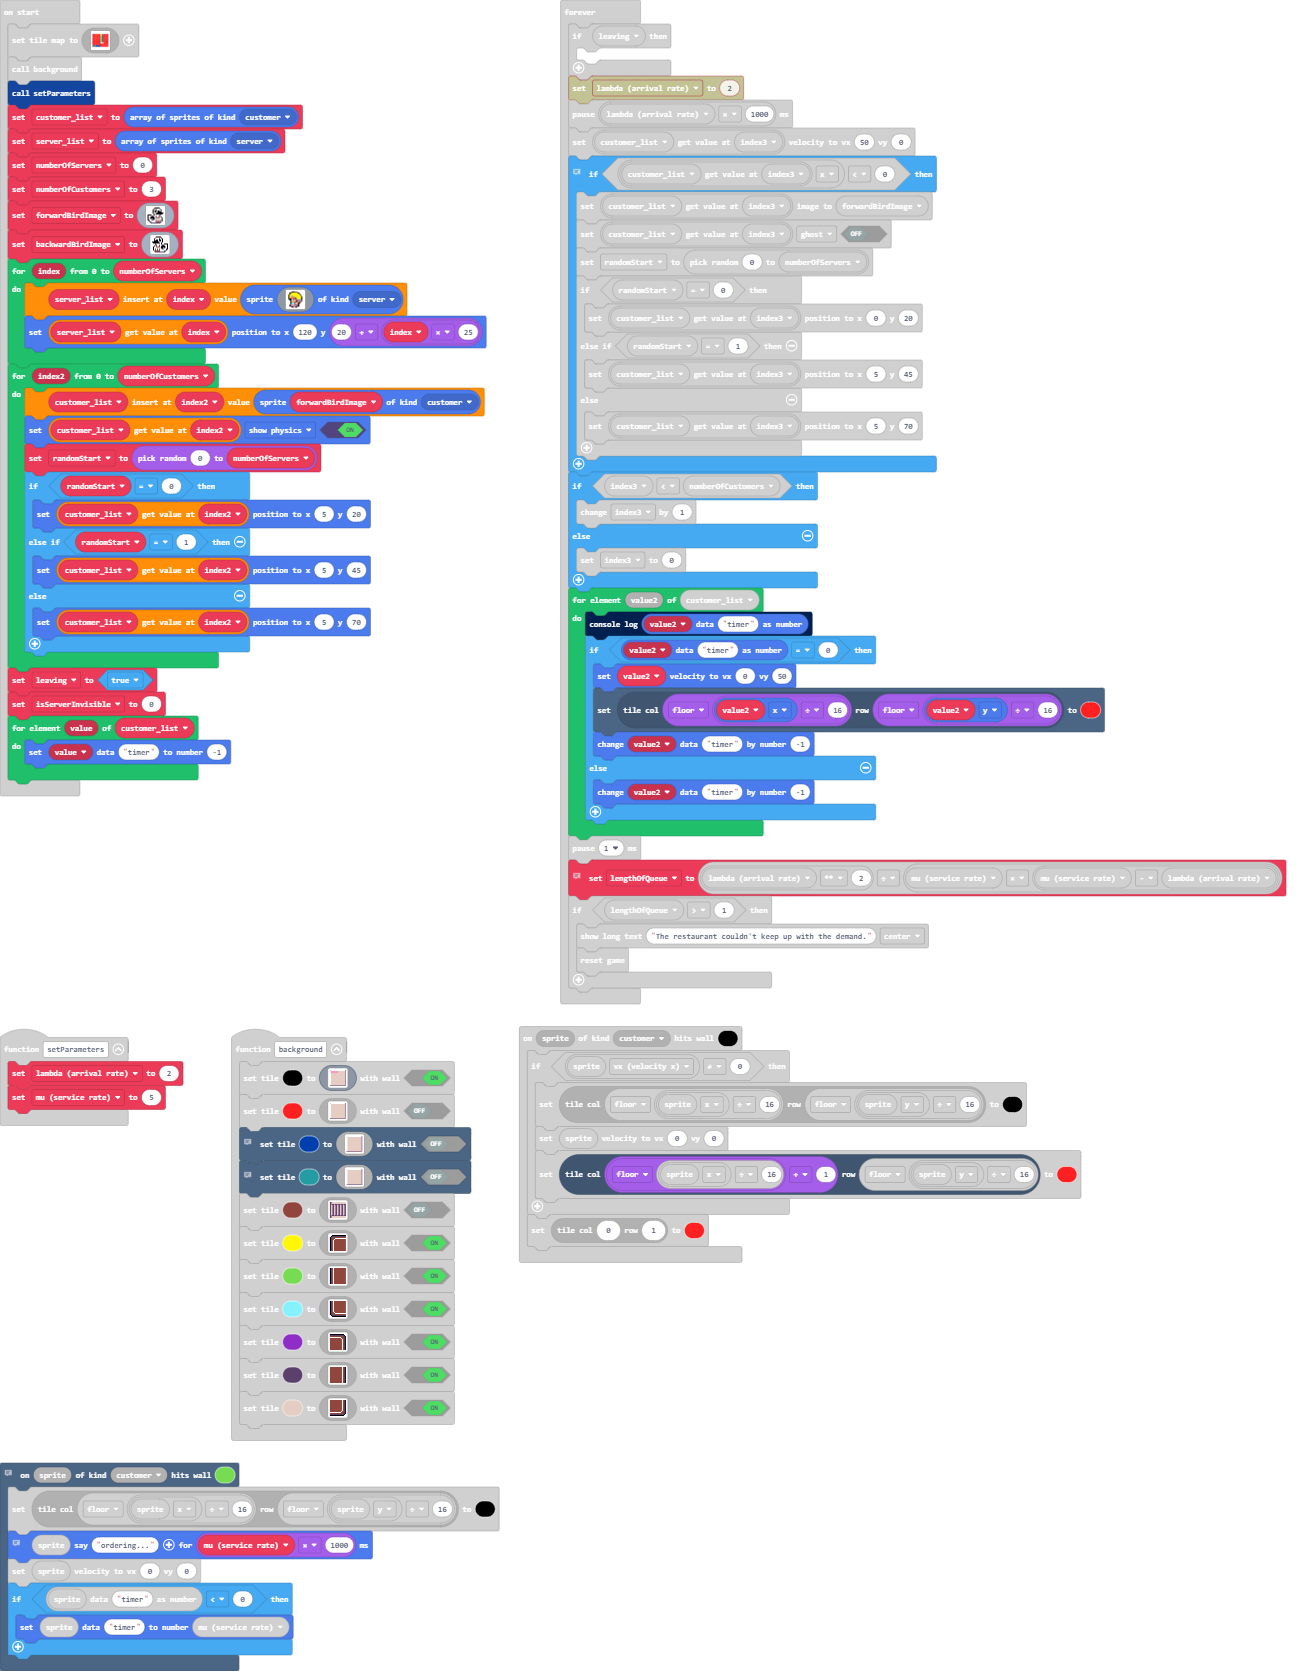 on start
set tile map to
call background
call setParameters
set customer_list to array of sprites of kind customer
set server_list to array of sprites of kind server
set numberOfServers to 0
set numberOfCustomers to 3
set forwardBirdImage to
set backwardBirdImage to
for index from 0 to numberOfServers
do
server_list insert at index value sprite of kind server
set server_list get value at index position to x 120 y 20 + index × 25
for index2 from 0 to numberOfCustomers
do
customer_list insert at index2 value sprite forwardBirdImage of kind customer
set customer_list get value at index2 show physics ON
set randomStart to pick random 0 to numberOfServers
if randomStart = 0 then
set customer_list get value at index2 position to x 5 y 20
else if randomStart = 1 then
set customer_list get value at index2 position to x 5 y 45
else
set customer_list get value at index2 position to x 5 y 70
set leaving to true
set isServerInvisible to 0
for element value of customer_list
do
set value data "timer" to number -1
forever
if leaving then
set lambda (arrival rate) to 2
pause lambda (arrival rate) × 1000 ms
set customer_list get value at index3 velocity to vx 50 vy 0
if customer_list get value at index3 x < 0 then
set customer_list get value at index3 image to forwardBirdImage
set customer_list get value at index3 ghost OFF
set randomStart to pick random 0 to numberOfServers
if randomStart = 0 then
set customer_list get value at index3 position to x 0 y 20
else if randomStart = 1 then
set customer_list get value at index3 position to x 5 y 45
else
set customer_list get value at index3 position to x 5 y 70
if index3 < numberOfCustomers then
change index3 by 1
else
set index3 to 0
for element value2 of customer_list
do
console log value2 data "timer" as number
if value2 data "timer" as number = 0 then
set value2 velocity to vx 0 vy 50
set tile col floor value2 x ÷ 16 row floor value2 y ÷ 16 to
change value2 data "timer" by number -1
else
change value2 data "timer" by number -1
pause 1 ms
set lengthOfQueue to lambda (arrival rate) ** 2 ÷ mu (service rate) × mu (service rate) - lambda (arrival rate)
if lengthOfQueue > 1 then
show long text "The restaurant couldn't keep up with the demand." center
reset game
function setParameters
set lambda (arrival rate) to 2
set mu (service rate) to 5
function background
set tile to with wall ON
set tile to with wall OFF
set tile to with wall OFF
set tile to with wall OFF
set tile to with wall OFF
set tile to with wall ON
set tile to with wall ON
set tile to with wall ON
set tile to with wall ON
set tile to with wall ON
set tile to with wall ON
on sprite of kind customer hits wall
if sprite vx (velocity x) ≠ 0 then
set tile col floor sprite x ÷ 16 row floor sprite y ÷ 16 to
set sprite velocity to vx 0 vy 0
set tile col floor sprite x ÷ 16 + 1 row floor sprite y ÷ 16 to
set tile col 0 row 1 to
on sprite of kind customer hits wall
set tile col floor sprite x ÷ 16 row floor sprite y ÷ 16 to
sprite say "ordering..." for mu (service rate) × 1000 ms
set sprite velocity to vx 0 vy 0
if sprite data "timer" as number < 0 then
set sprite data "timer" to number mu (service rate)